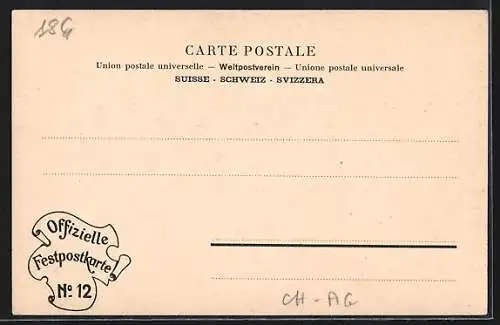 186
CARTE POSTALE
Union postale universelle — Weltpostverein — Unione postale universale
SUISSE - SCHWEIZ - SVIZZERA
Offizielle
Festpostkarte
No 12
CH - AG